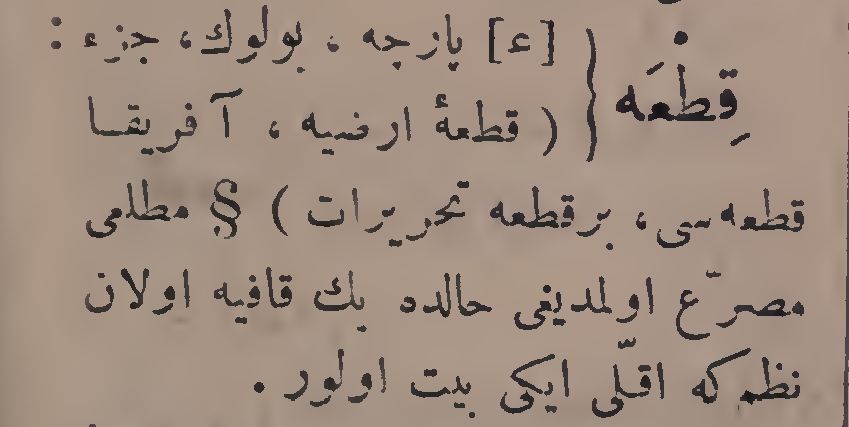 قِطْعَه { [ع] پارچه ، بولوك، جزء :
( قطعهٔ ارضیه ، آفریقا
قطعه‌سی، برقطعه تحریرات ) § مطلعی
مصرّع اولمدیغی حالده بك قافیه اولان
نظم که اقلّی ایکی بیت اولور .